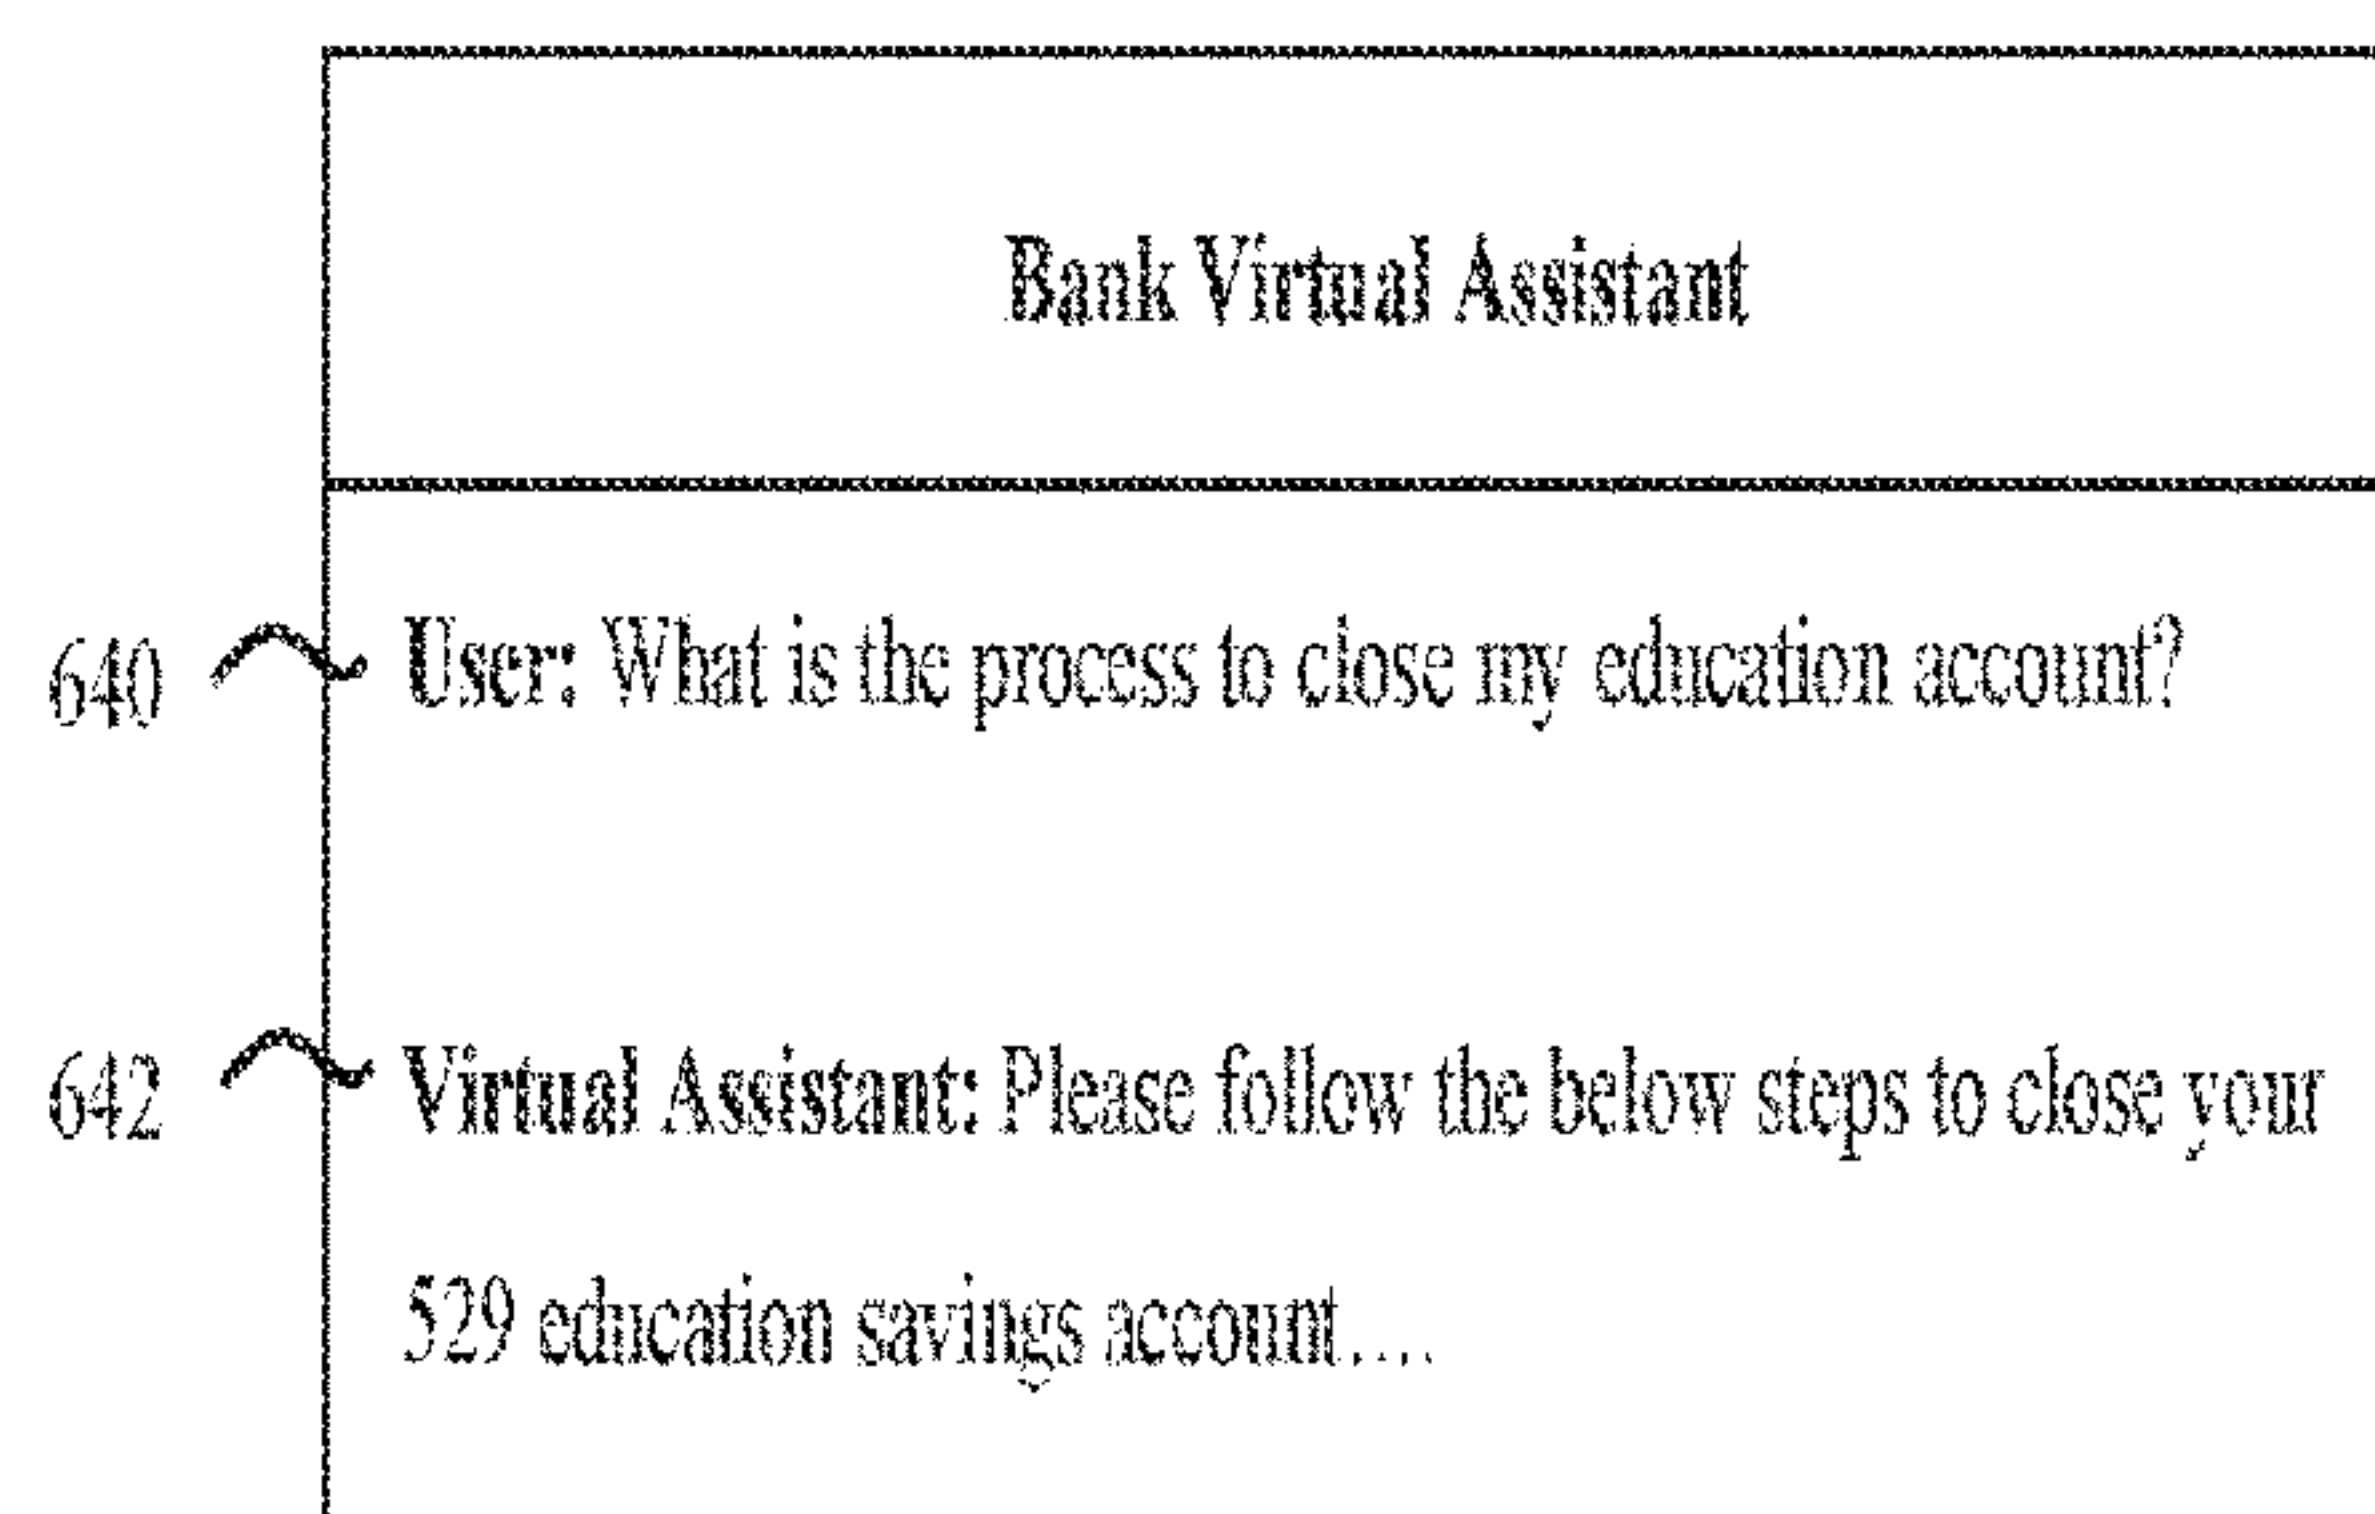 Bank Virtual Assistant
640 User: What is the process to close my education account?
642 Virtual Assistant: Please follow the below steps to close your
529 education savings account....